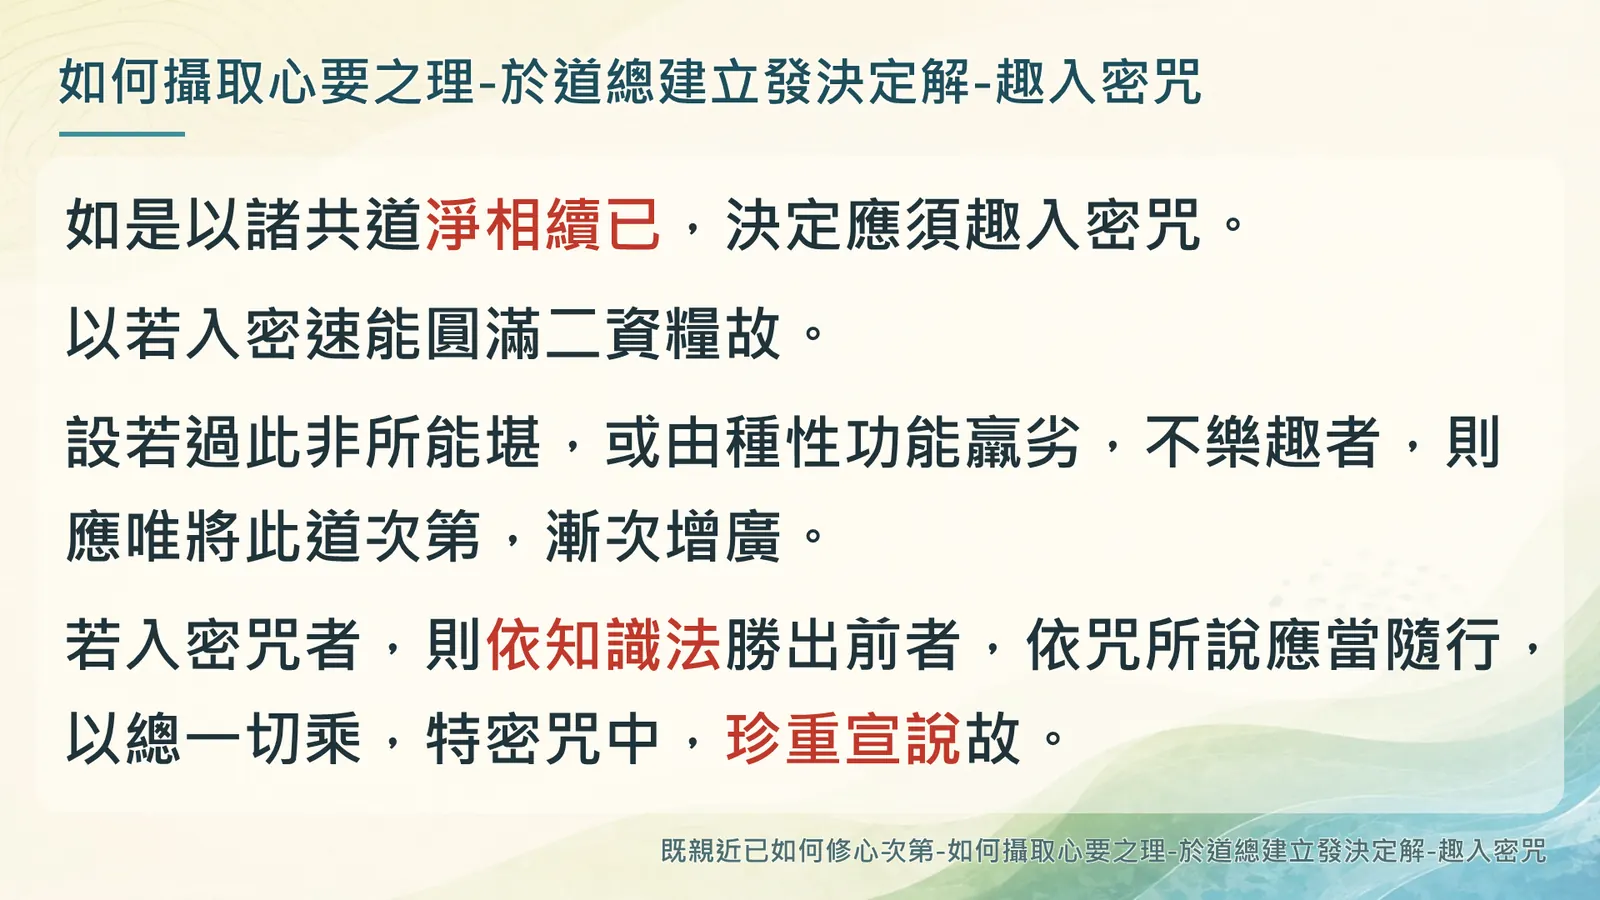 如何攝取心要之理-於道總建立發決定解-趣入密咒
如是以諸共道淨相續已，決定應須趣入密咒。
以若入密速能圓滿二資糧故。
設若過此非所能堪，或由種性功能羸劣，不樂趣者，則
應唯將此道次第，漸次增廣。
若入密咒者，則依知識法勝出前者，依咒所說應當隨行，
以總一切乘，特密咒中，珍重宣說故。
既親近已如何修心次第-如何攝取心要之理-於道總建立發決定解-趣入密咒